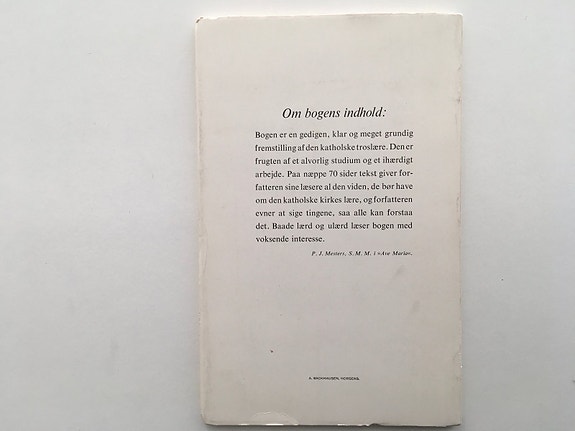 Om bogens indhold:
Bogen er en gedigen, klar og meget grundig
fremstilling af den katholske troslære. Den er
frugten af et alvorlig studium og et ihærdigt
arbejde. Paa næppe 70 sider tekst giver for-
fatteren sine læsere al den viden, de bør have
om den katholske kirkes lære, og forfatteren
evner at sige tingene, saa alle kan forstaa
det. Baade lærd og ulærd læser bogen med
voksende interesse.
P. J. Mesters, S. M. M. i »Ave Maria«.
A. BACKHAUSEN, HORSENS.